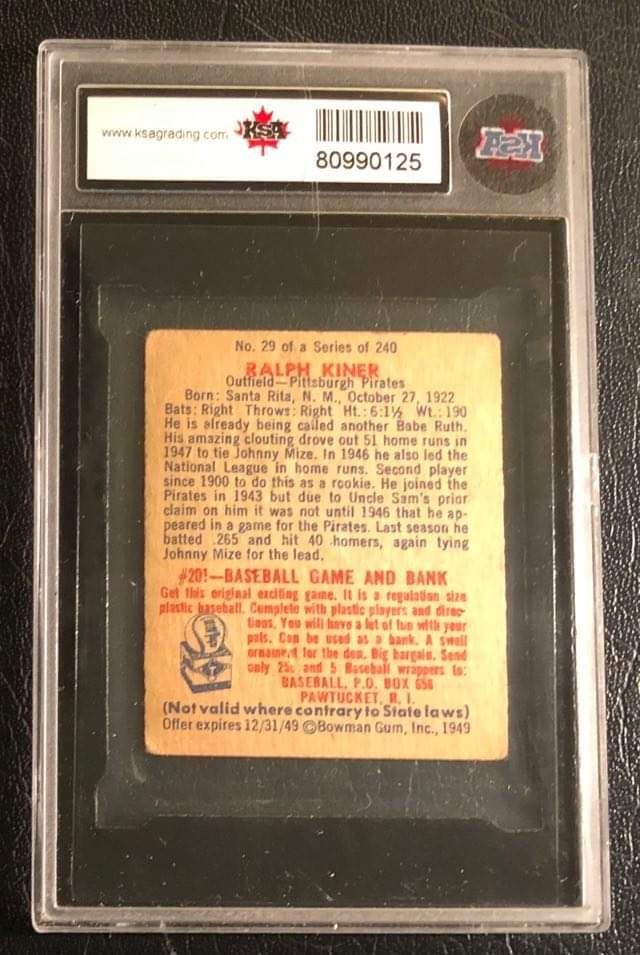 www.ksagrading.com KSA
80990125
KSA
No. 29 of a Series of 240
RALPH KINER
Outfield—Pittsburgh Pirates
Born: Santa Rita, N. M., October 27, 1922
Bats: Right Throws: Right Ht.: 6:1½ Wt.: 190
He is already being called another Babe Ruth.
His amazing clouting drove out 51 home runs in
1947 to tie Johnny Mize. In 1946 he also led the
National League in home runs. Second player
since 1900 to do this as a rookie. He joined the
Pirates in 1943 but due to Uncle Sam's prior
claim on him it was not until 1946 that he ap-
peared in a game for the Pirates. Last season he
batted .265 and hit 40 homers, again tying
Johnny Mize for the lead.
#201—BASEBALL GAME AND BANK
Get this original exciting game. It is a regulation size
plastic baseball. Complete with plastic players and direc-
tions. You will have a lot of fun with your
pals. Can be used as a bank. A swell
ornament for the den. Big bargain. Send
only 25c and 5 Baseball wrappers to:
BASEBALL, P.O. BOX 656
PAWTUCKET, R. I.
(Not valid where contrary to State laws)
Offer expires 12/31/49 ©Bowman Gum, Inc., 1949